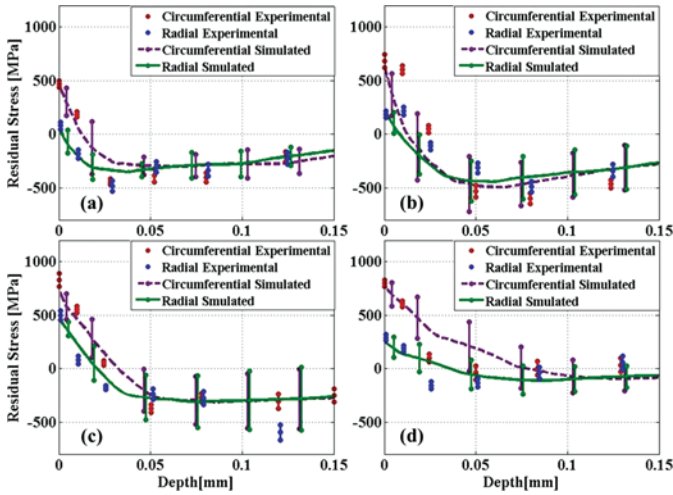 Residual Stress [MPa]
1000
500
0
-500
0
0.05
0.1
0.15
Circumferential Experimental
Radial Experimental
Circumferential Simulated
Radial Smulated
(a)
1000
500
0
-500
0
0.05
0.1
0.15
Circumferential Experimental
Radial Experimental
Circumferential Simulated
Radial Simulated
(b)
Residual Stress [MPa]
1000
500
0
-500
0
0.05
0.1
0.15
Depth[mm]
Circumferential Experimental
Radial Experimental
Circumferential Simulated
Radial Simulated
(c)
1000
500
0
-500
0
0.05
0.1
0.15
Depth[mm]
Circumferential Experimental
Radial Experimental
Circumferential Simulated
Radial Simulated
(d)